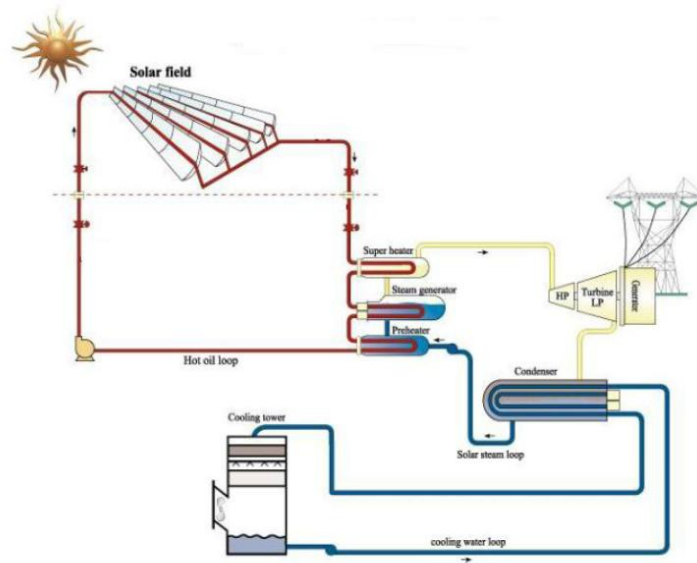 Solar field
Super heater
Steam generator
Preheater
HP
Turbine
LP
Generator
Hot oil loop
Condenser
Cooling tower
Solar steam loop
cooling water loop